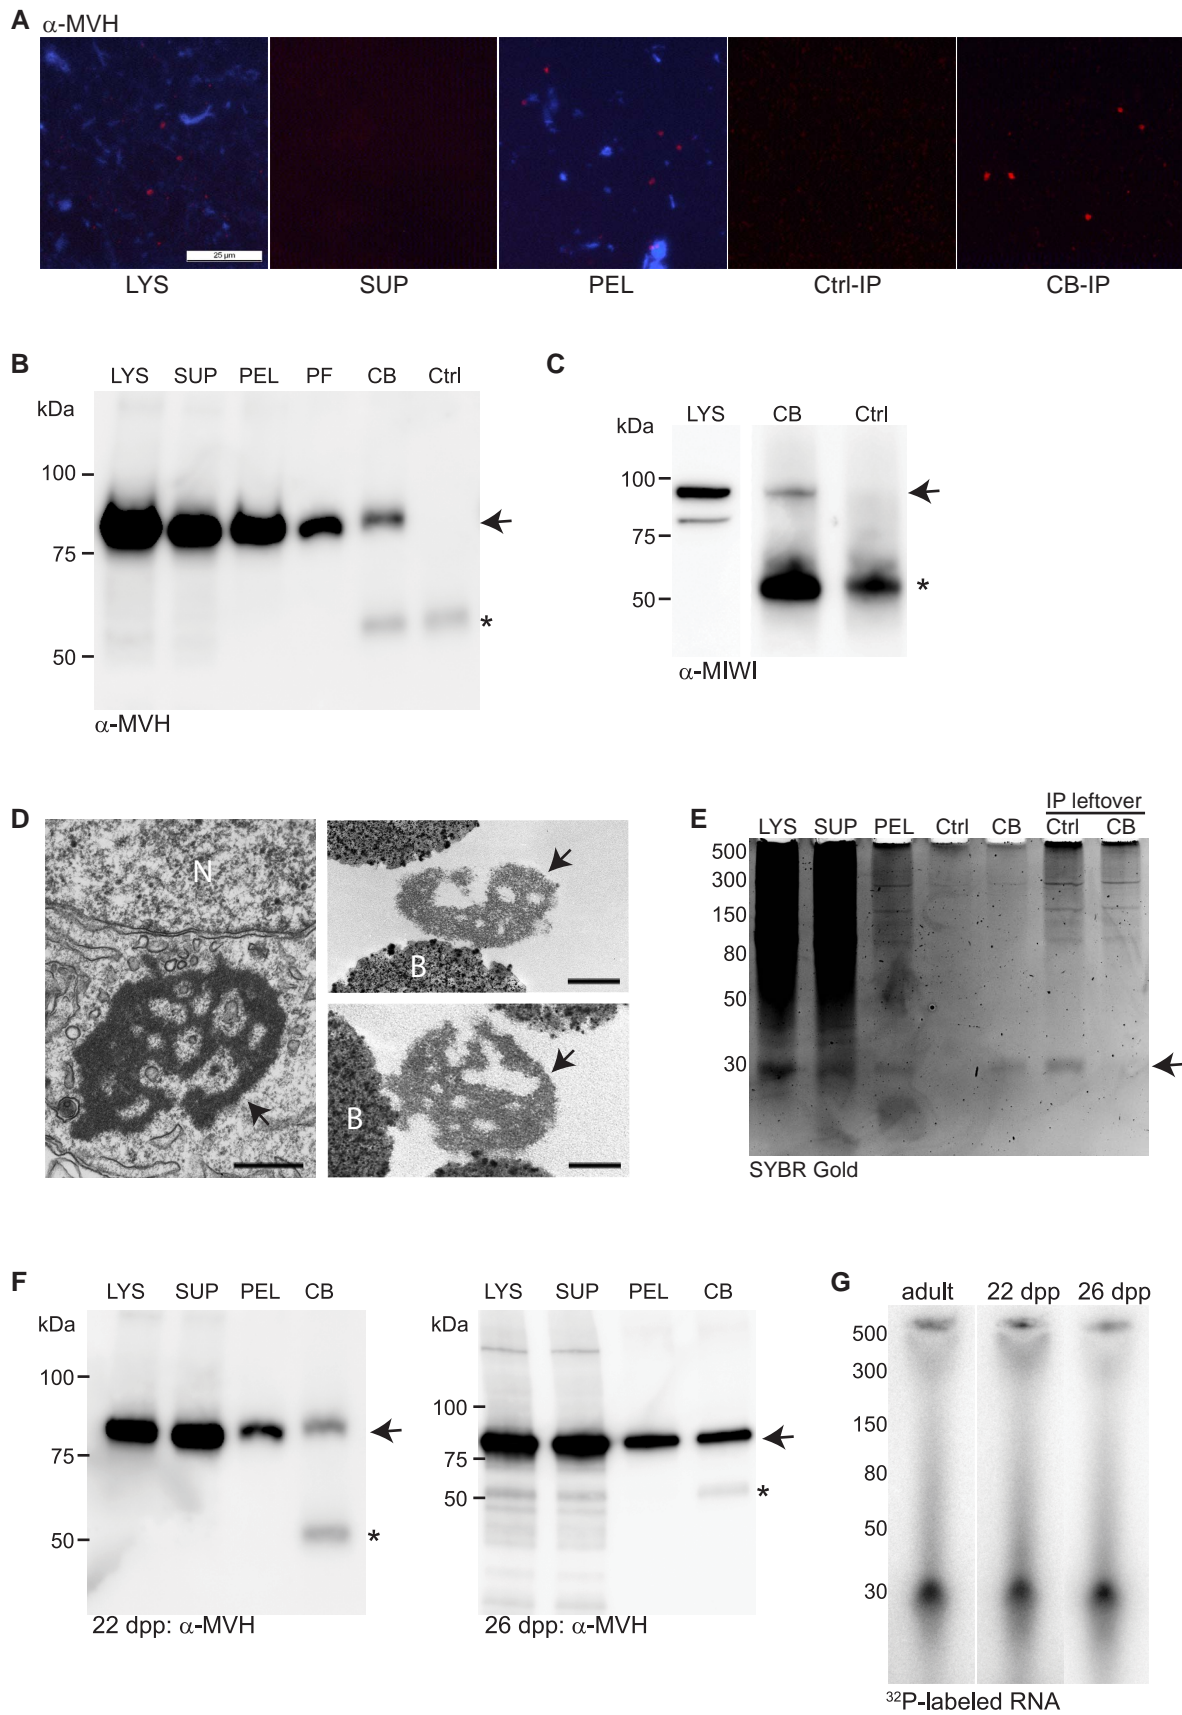 A
α-MVH
25 µm
LYS SUP PEL Ctrl-IP CB-IP
B
LYS SUP PEL PF CB Ctrl
kDa
100
75
50
*
α-MVH
C
LYS CB Ctrl
kDa
100
75
50
*
α-MIWI
D
N
B
B
E
IP leftover
LYS SUP PEL Ctrl CB Ctrl CB
500
300
150
80
50
30
SYBR Gold
F
LYS SUP PEL CB
kDa
100
75
50
*
22 dpp: α-MVH
LYS SUP PEL CB
kDa
100
75
50
*
26 dpp: α-MVH
G
adult 22 dpp 26 dpp
500
300
150
80
50
30
³²P-labeled RNA